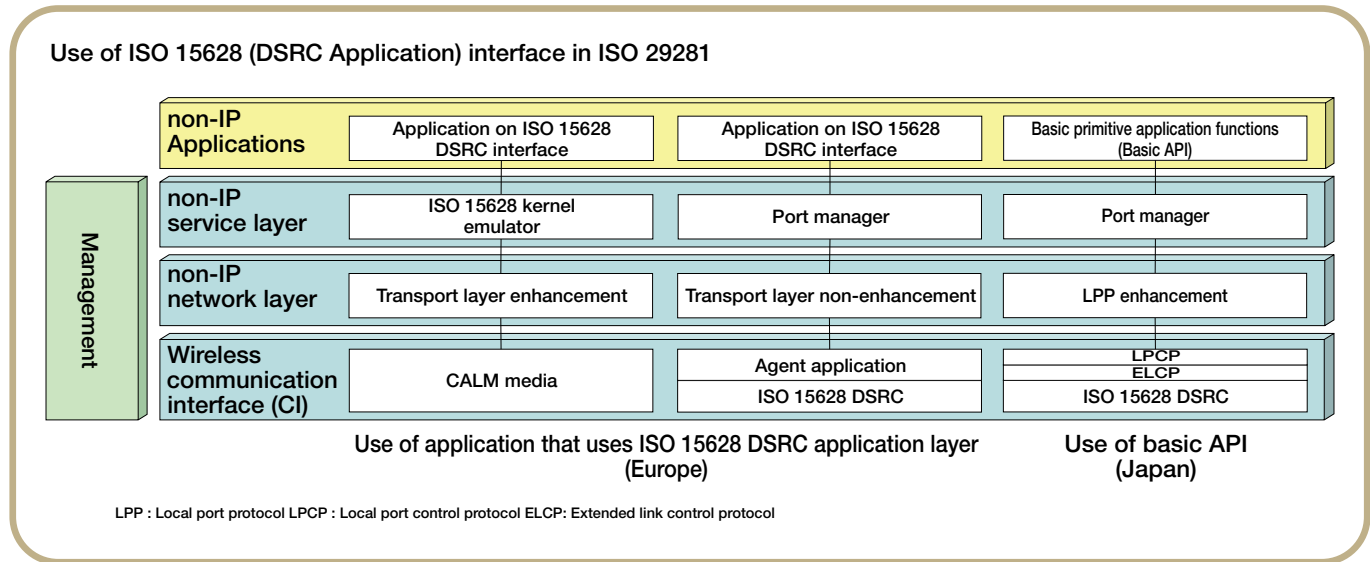 Use of ISO 15628 (DSRC Application) interface in ISO 29281
non-IP
Applications
Application on ISO 15628
DSRC interface
Application on ISO 15628
DSRC interface
Basic primitive application functions
(Basic API)
Management
non-IP
service layer
ISO 15628 kernel
emulator
Port manager
Port manager
non-IP
network layer
Transport layer enhancement
Transport layer non-enhancement
LPP enhancement
Wireless
communication
interface (CI)
CALM media
Agent application
ISO 15628 DSRC
LPCP
ELCP
ISO 15628 DSRC
Use of application that uses ISO 15628 DSRC application layer
(Europe)
Use of basic API
(Japan)
LPP : Local port protocol LPCP : Local port control protocol ELCP: Extended link control protocol